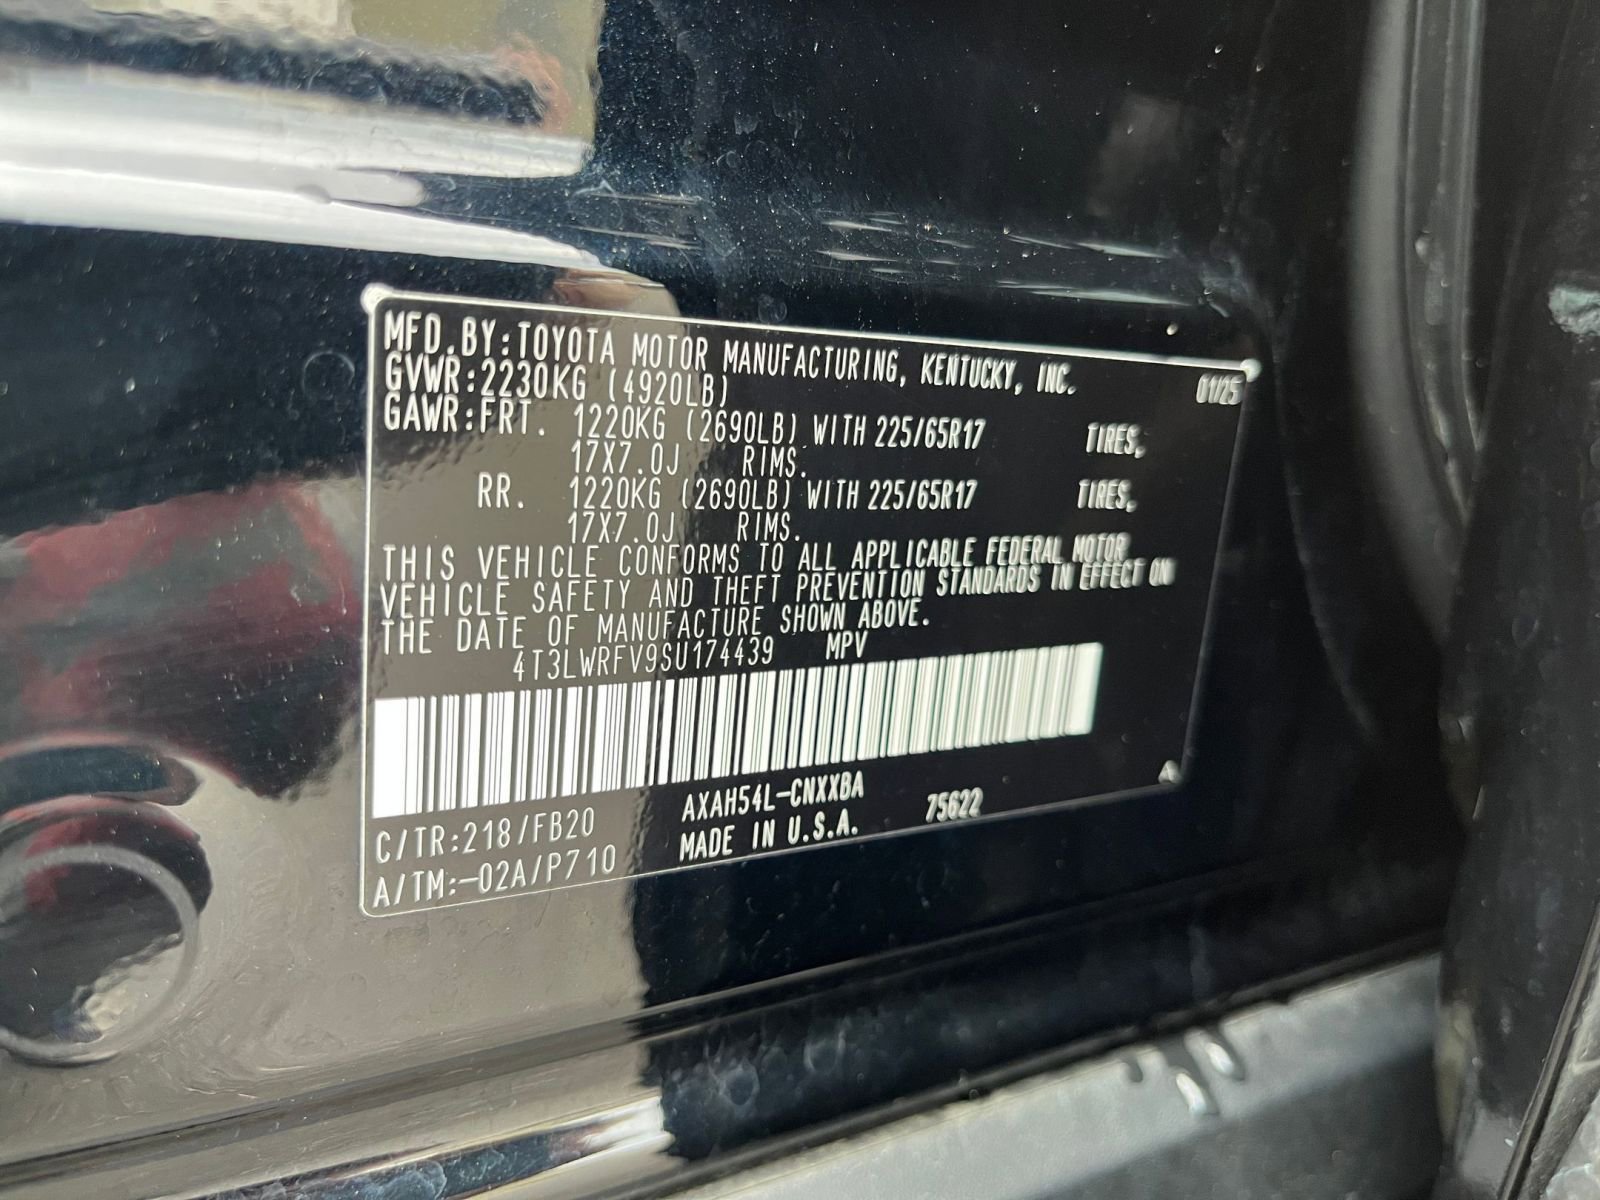 MFD.BY:TOYOTA MOTOR MANUFACTURING, KENTUCKY, INC. 01/25
GVWR:2230KG (4920LB)
GAWR:FRT. 1220KG (2690LB) WITH 225/65R17 TIRES,
17X7.0J RIMS.
RR. 1220KG (2690LB) WITH 225/65R17 TIRES,
17X7.0J RIMS.
THIS VEHICLE CONFORMS TO ALL APPLICABLE FEDERAL MOTOR
VEHICLE SAFETY AND THEFT PREVENTION STANDARDS IN EFFECT ON
THE DATE OF MANUFACTURE SHOWN ABOVE.
4T3LWRFV9SU174439 MPV
C/TR:218/FB20 AXAH54L-CNXXBA 75622
A/TM:-02A/P710 MADE IN U.S.A.
A